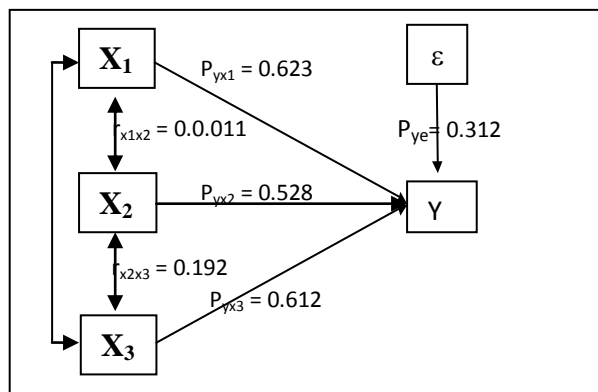 X₁
ε
Pyx1 = 0.623
rx1x2 = 0.0.011
Pye= 0.312
X₂
Pyx2 = 0.528
Y
rx2x3 = 0.192
Pyx3 = 0.612
X₃